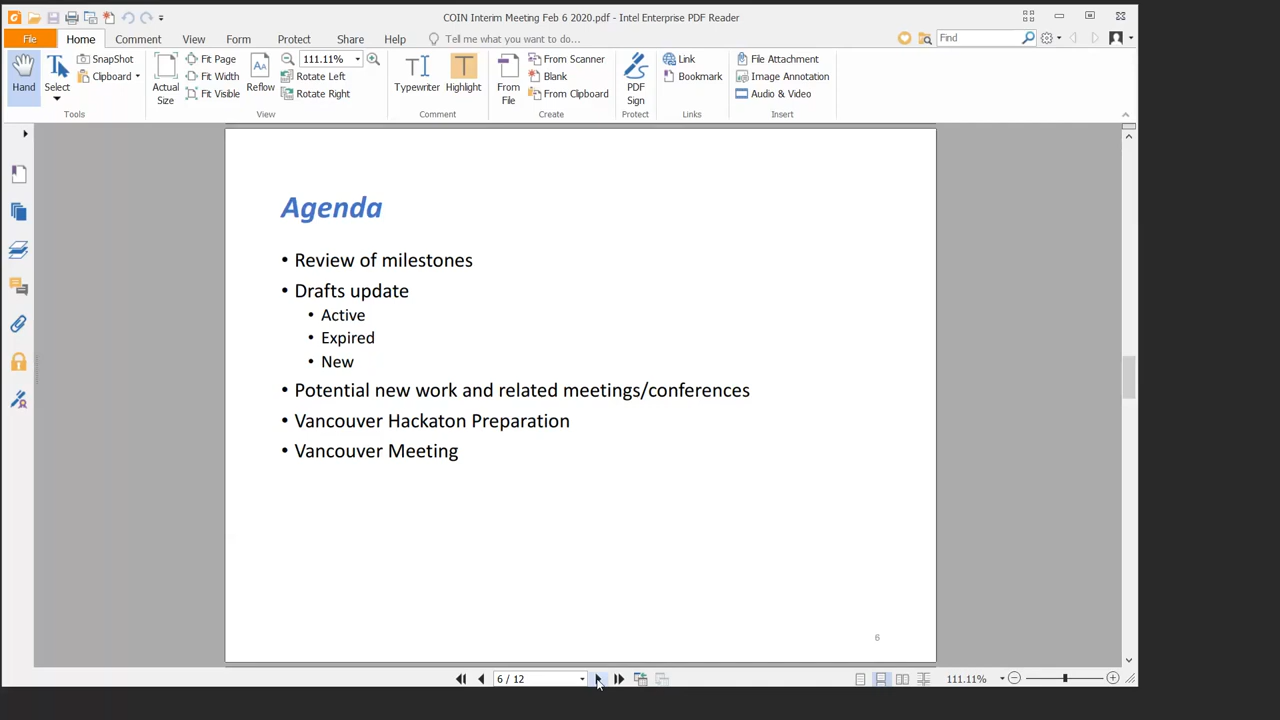 COIN Interim Meeting Feb 6 2020.pdf - Intel Enterprise PDF Reader
File Home Comment View Form Protect Share Help Tell me what you want to do... Find
Hand
Select
SnapShot
Clipboard
Tools
Actual Size
Fit Page
Fit Width
Fit Visible
Reflow
111.11%
Rotate Left
Rotate Right
View
Typewriter
Highlight
Comment
From File
From Scanner
Blank
From Clipboard
Create
PDF Sign
Protect
Link
Bookmark
Links
File Attachment
Image Annotation
Audio & Video
Insert
Agenda
• Review of milestones
• Drafts update
• Active
• Expired
• New
• Potential new work and related meetings/conferences
• Vancouver Hackaton Preparation
• Vancouver Meeting
6
6 / 12
111.11%